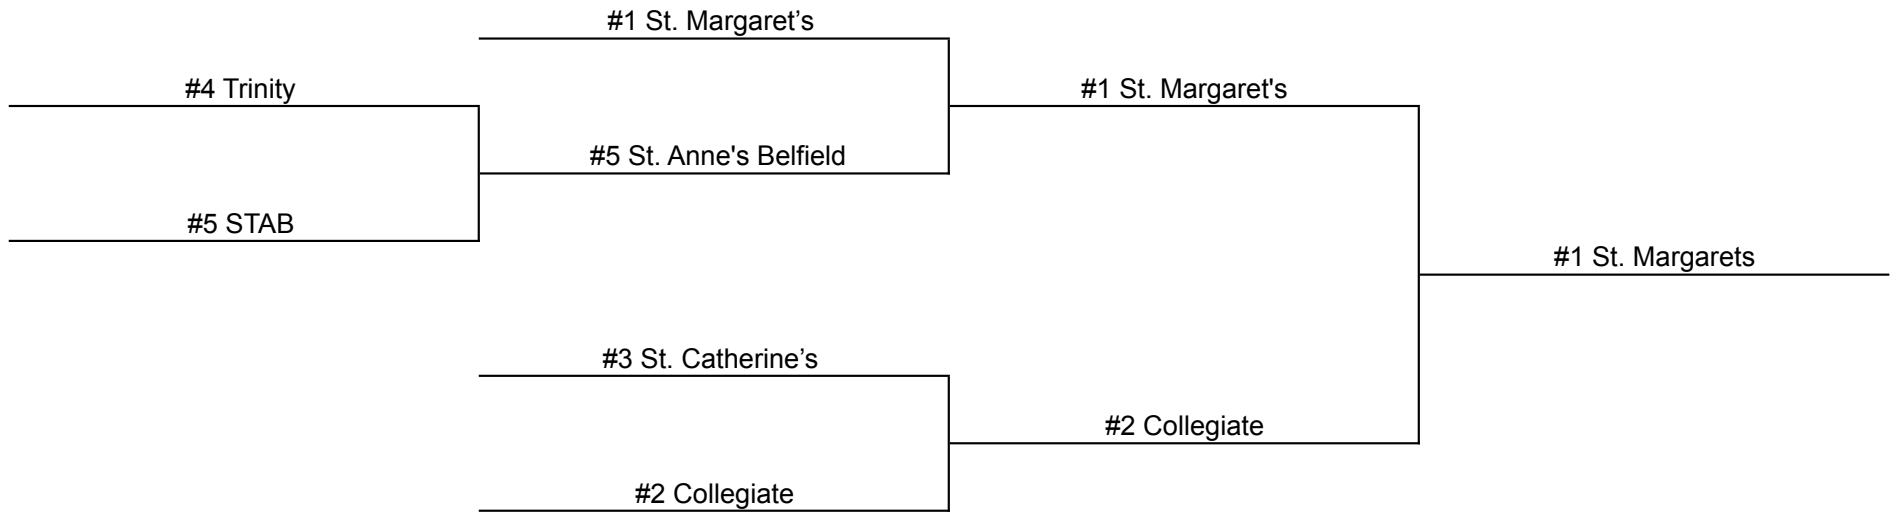 #1 St. Margaret’s
#4 Trinity
#1 St. Margaret's
#5 St. Anne's Belfield
#5 STAB
#1 St. Margarets
#3 St. Catherine’s
#2 Collegiate
#2 Collegiate